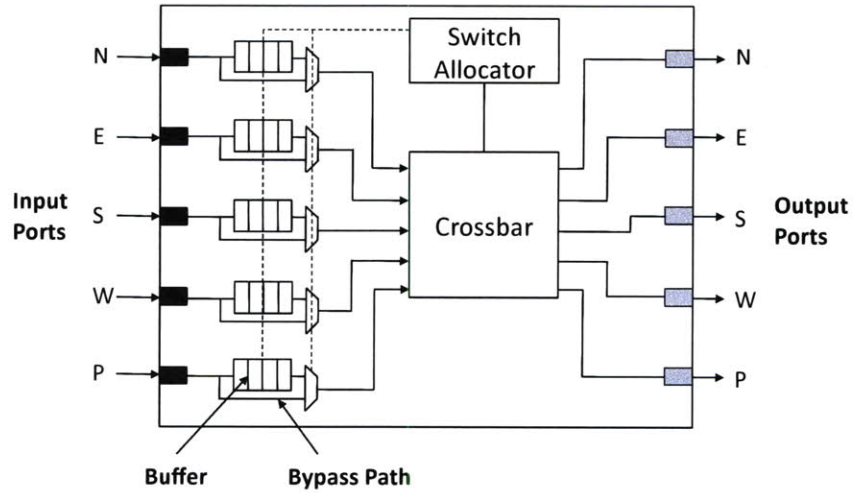 Switch
Allocator
N
N
E
E
Input
Ports
S
Crossbar
S
Output
Ports
W
W
P
P
Buffer
Bypass Path